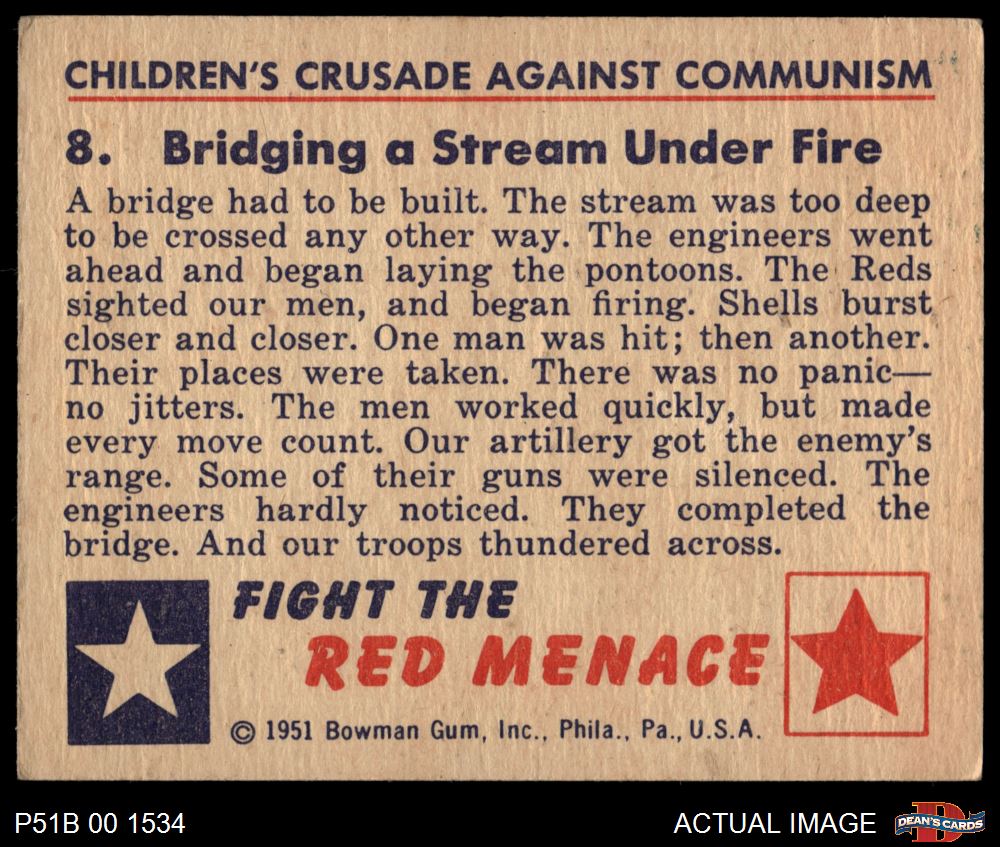 CHILDREN'S CRUSADE AGAINST COMMUNISM
8. Bridging a Stream Under Fire
A bridge had to be built. The stream was too deep
to be crossed any other way. The engineers went
ahead and began laying the pontoons. The Reds
sighted our men, and began firing. Shells burst
closer and closer. One man was hit; then another.
Their places were taken. There was no panic—
no jitters. The men worked quickly, but made
every move count. Our artillery got the enemy's
range. Some of their guns were silenced. The
engineers hardly noticed. They completed the
bridge. And our troops thundered across.
FIGHT THE
RED MENACE
© 1951 Bowman Gum, Inc., Phila., Pa., U.S.A.
P51B 00 1534
ACTUAL IMAGE
D
DEAN'S CARDS